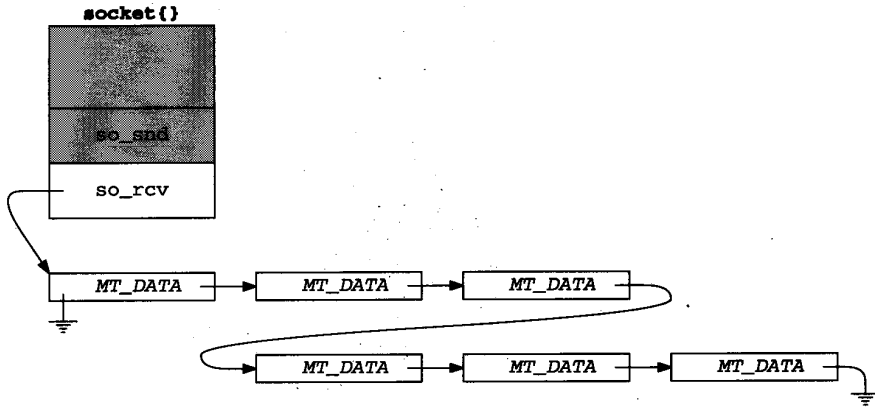 socket{}
so_snd
so_rcv
MT_DATA MT_DATA MT_DATA
MT_DATA MT_DATA MT_DATA